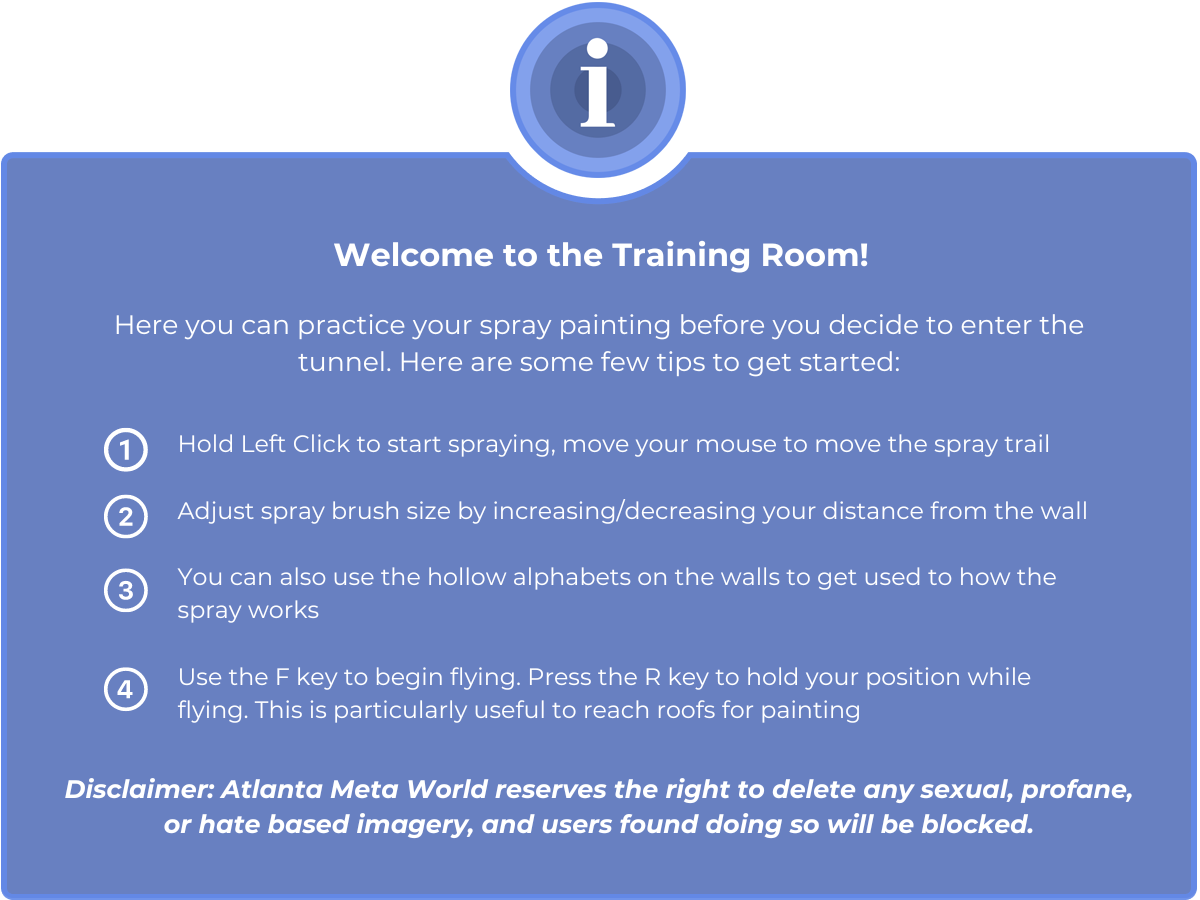 i
Welcome to the Training Room!
Here you can practice your spray painting before you decide to enter the
tunnel. Here are some few tips to get started:
1 Hold Left Click to start spraying, move your mouse to move the spray trail
2 Adjust spray brush size by increasing/decreasing your distance from the wall
3 You can also use the hollow alphabets on the walls to get used to how the
spray works
4 Use the F key to begin flying. Press the R key to hold your position while
flying. This is particularly useful to reach roofs for painting
Disclaimer: Atlanta Meta World reserves the right to delete any sexual, profane,
or hate based imagery, and users found doing so will be blocked.